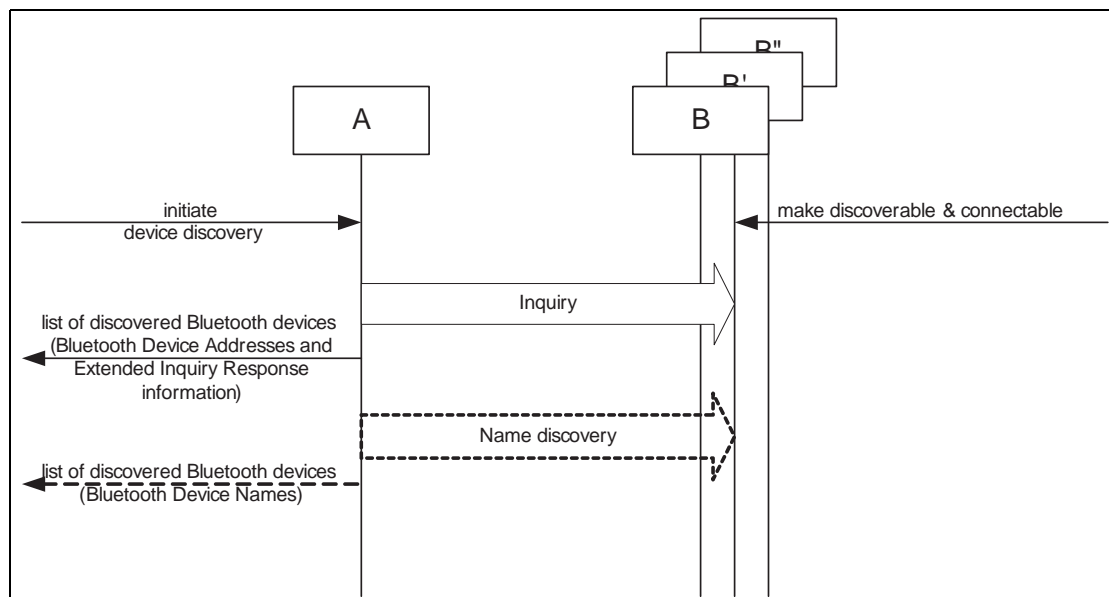 B"
B'
A
B
initiate
device discovery
make discoverable & connectable
Inquiry
list of discovered Bluetooth devices
(Bluetooth Device Addresses and
Extended Inquiry Response
information)
Name discovery
list of discovered Bluetooth devices
(Bluetooth Device Names)